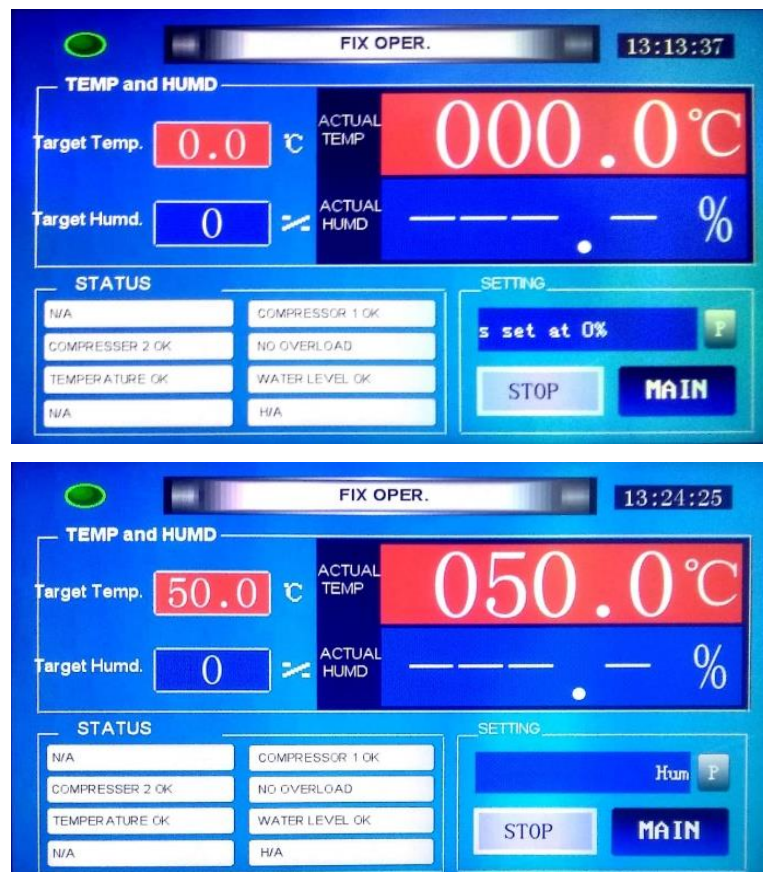 FIX OPER.
13:13:37
TEMP and HUMD
Target Temp. 0.0 ℃
ACTUAL TEMP 000.0℃
Target Humd. 0 %
ACTUAL HUMD ---.- %
STATUS
N/A
COMPRESSOR 1 OK
COMPRESSER 2 OK
NO OVERLOAD
TEMPERATURE OK
WATER LEVEL OK
N/A
H/A
SETTING
s set at 0%
P
STOP
MAIN
FIX OPER.
13:24:25
TEMP and HUMD
Target Temp. 50.0 ℃
ACTUAL TEMP 050.0℃
Target Humd. 0 %
ACTUAL HUMD ---.- %
STATUS
N/A
COMPRESSOR 1 OK
COMPRESSER 2 OK
NO OVERLOAD
TEMPERATURE OK
WATER LEVEL OK
N/A
H/A
SETTING
Hum
P
STOP
MAIN